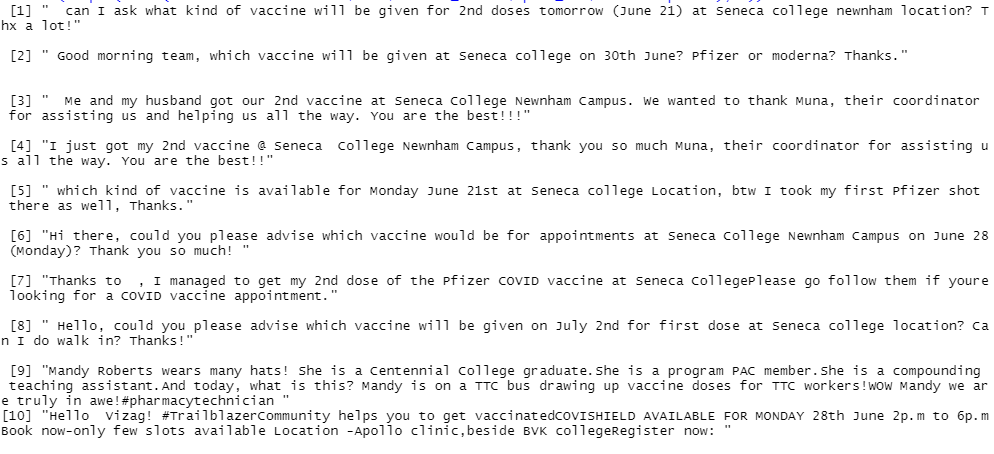 [1] "  can I ask what kind of vaccine will be given for 2nd doses tomorrow (June 21) at Seneca college newnham location? T
hx a lot!"
[2] " Good morning team, which vaccine will be given at Seneca college on 30th June? Pfizer or moderna? Thanks."
[3] "  Me and my husband got our 2nd vaccine at Seneca College Newnham Campus. We wanted to thank Muna, their coordinator
for assisting us and helping us all the way. You are the best!!!"
[4] "I just got my 2nd vaccine @ Seneca  College Newnham Campus, thank you so much Muna, their coordinator for assisting u
s all the way. You are the best!!"
[5] " which kind of vaccine is available for Monday June 21st at Seneca college Location, btw I took my first Pfizer shot
there as well, Thanks."
[6] "Hi there, could you please advise which vaccine would be for appointments at Seneca College Newnham Campus on June 28
(Monday)? Thank you so much! "
[7] "Thanks to  , I managed to get my 2nd dose of the Pfizer COVID vaccine at Seneca CollegePlease go follow them if youre
looking for a COVID vaccine appointment."
[8] " Hello, could you please advise which vaccine will be given on July 2nd for first dose at Seneca college location? Ca
n I do walk in? Thanks!"
[9] "Mandy Roberts wears many hats! She is a Centennial College graduate.She is a program PAC member.She is a compounding
teaching assistant.And today, what is this? Mandy is on a TTC bus drawing up vaccine doses for TTC workers!WOW Mandy we ar
e truly in awe!#pharmacytechnician "
[10] "Hello  Vizag! #TrailblazerCommunity helps you to get vaccinatedCOVISHIELD AVAILABLE FOR MONDAY 28th June 2p.m to 6p.m
Book now-only few slots available Location -Apollo clinic,beside BVK collegeRegister now: "